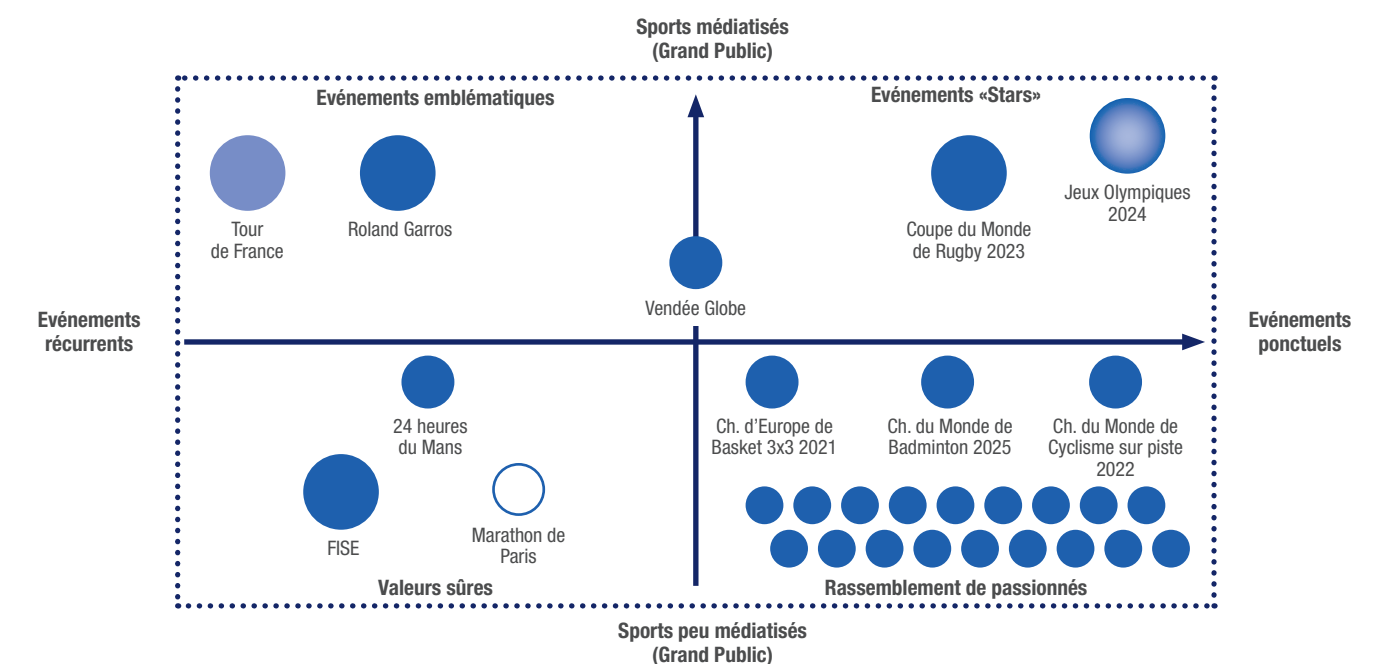 Sports médiatisés
(Grand Public)
Evénements emblématiques
Evénements «Stars»
Tour
de France
Roland Garros
Coupe du Monde
de Rugby 2023
Jeux Olympiques
2024
Vendée Globe
Evénements
récurrents
Evénements
ponctuels
24 heures
du Mans
Ch. d’Europe de
Basket 3x3 2021
Ch. du Monde de
Badminton 2025
Ch. du Monde de
Cyclisme sur piste
2022
FISE
Marathon de
Paris
Valeurs sûres
Rassemblement de passionnés
Sports peu médiatisés
(Grand Public)